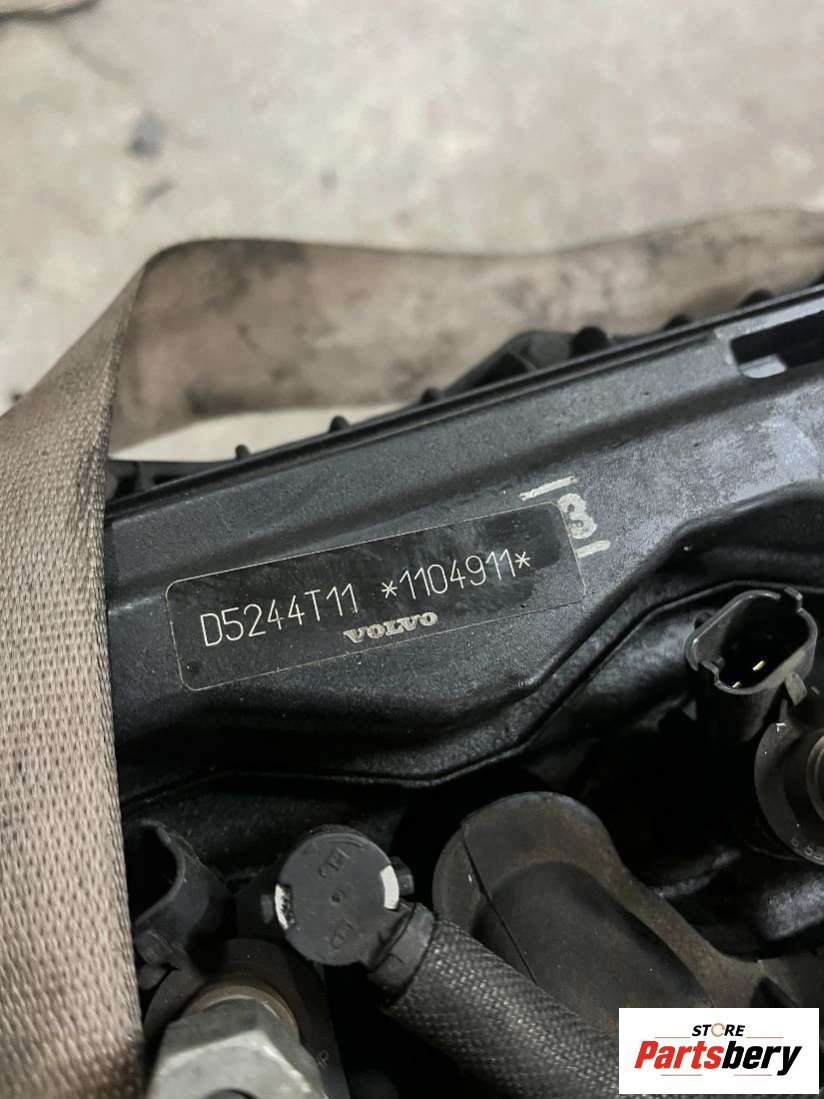 D5244T11 *1104911*
VOLVO
STORE
Partsbery